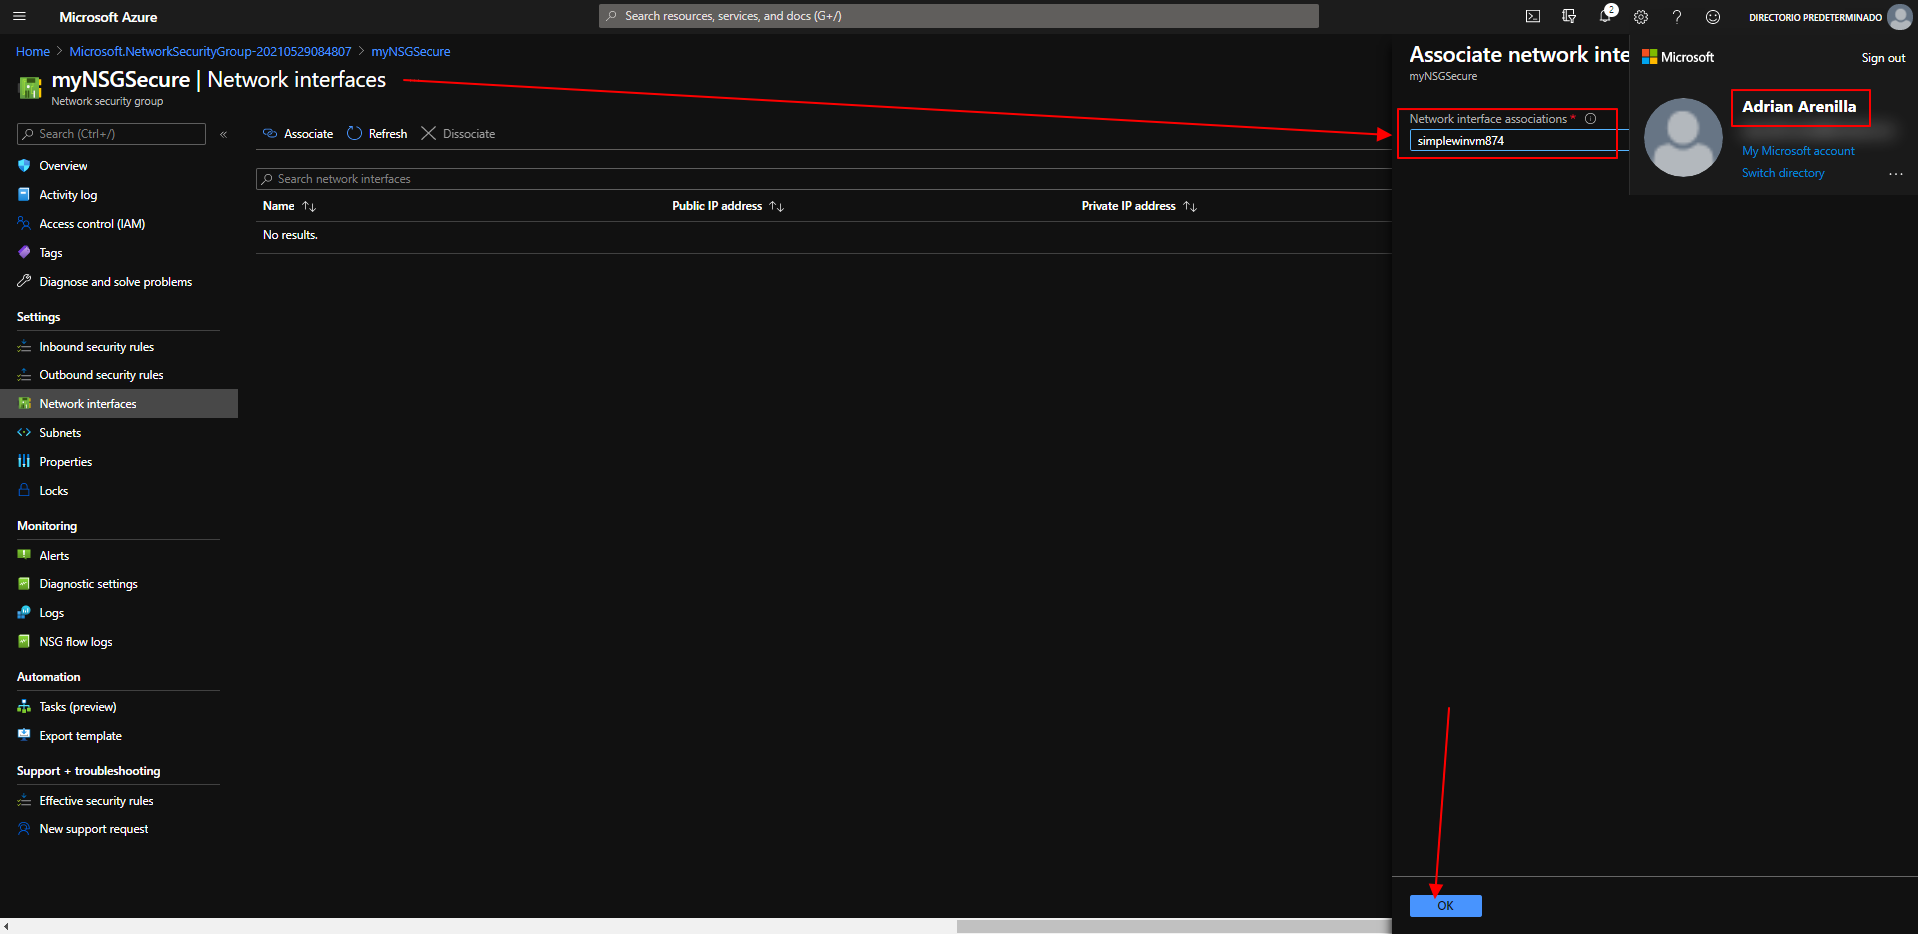 Microsoft Azure
Search resources, services, and docs (G+/)
2
DIRECTORIO PREDETERMINADO
Home > Microsoft.NetworkSecurityGroup-20210529084807 > myNSGSecure
myNSGSecure | Network interfaces
Network security group
Search (Ctrl+/)
«
Overview
Activity log
Access control (IAM)
Tags
Diagnose and solve problems
Settings
Inbound security rules
Outbound security rules
Network interfaces
Subnets
Properties
Locks
Monitoring
Alerts
Diagnostic settings
Logs
NSG flow logs
Automation
Tasks (preview)
Export template
Support + troubleshooting
Effective security rules
New support request
Associate Refresh Dissociate
Search network interfaces
Name Public IP address Private IP address
No results.
Associate network inte
myNSGSecure
Network interface associations *
simplewinvm874
OK
Microsoft
Sign out
Adrian Arenilla
My Microsoft account
Switch directory
...